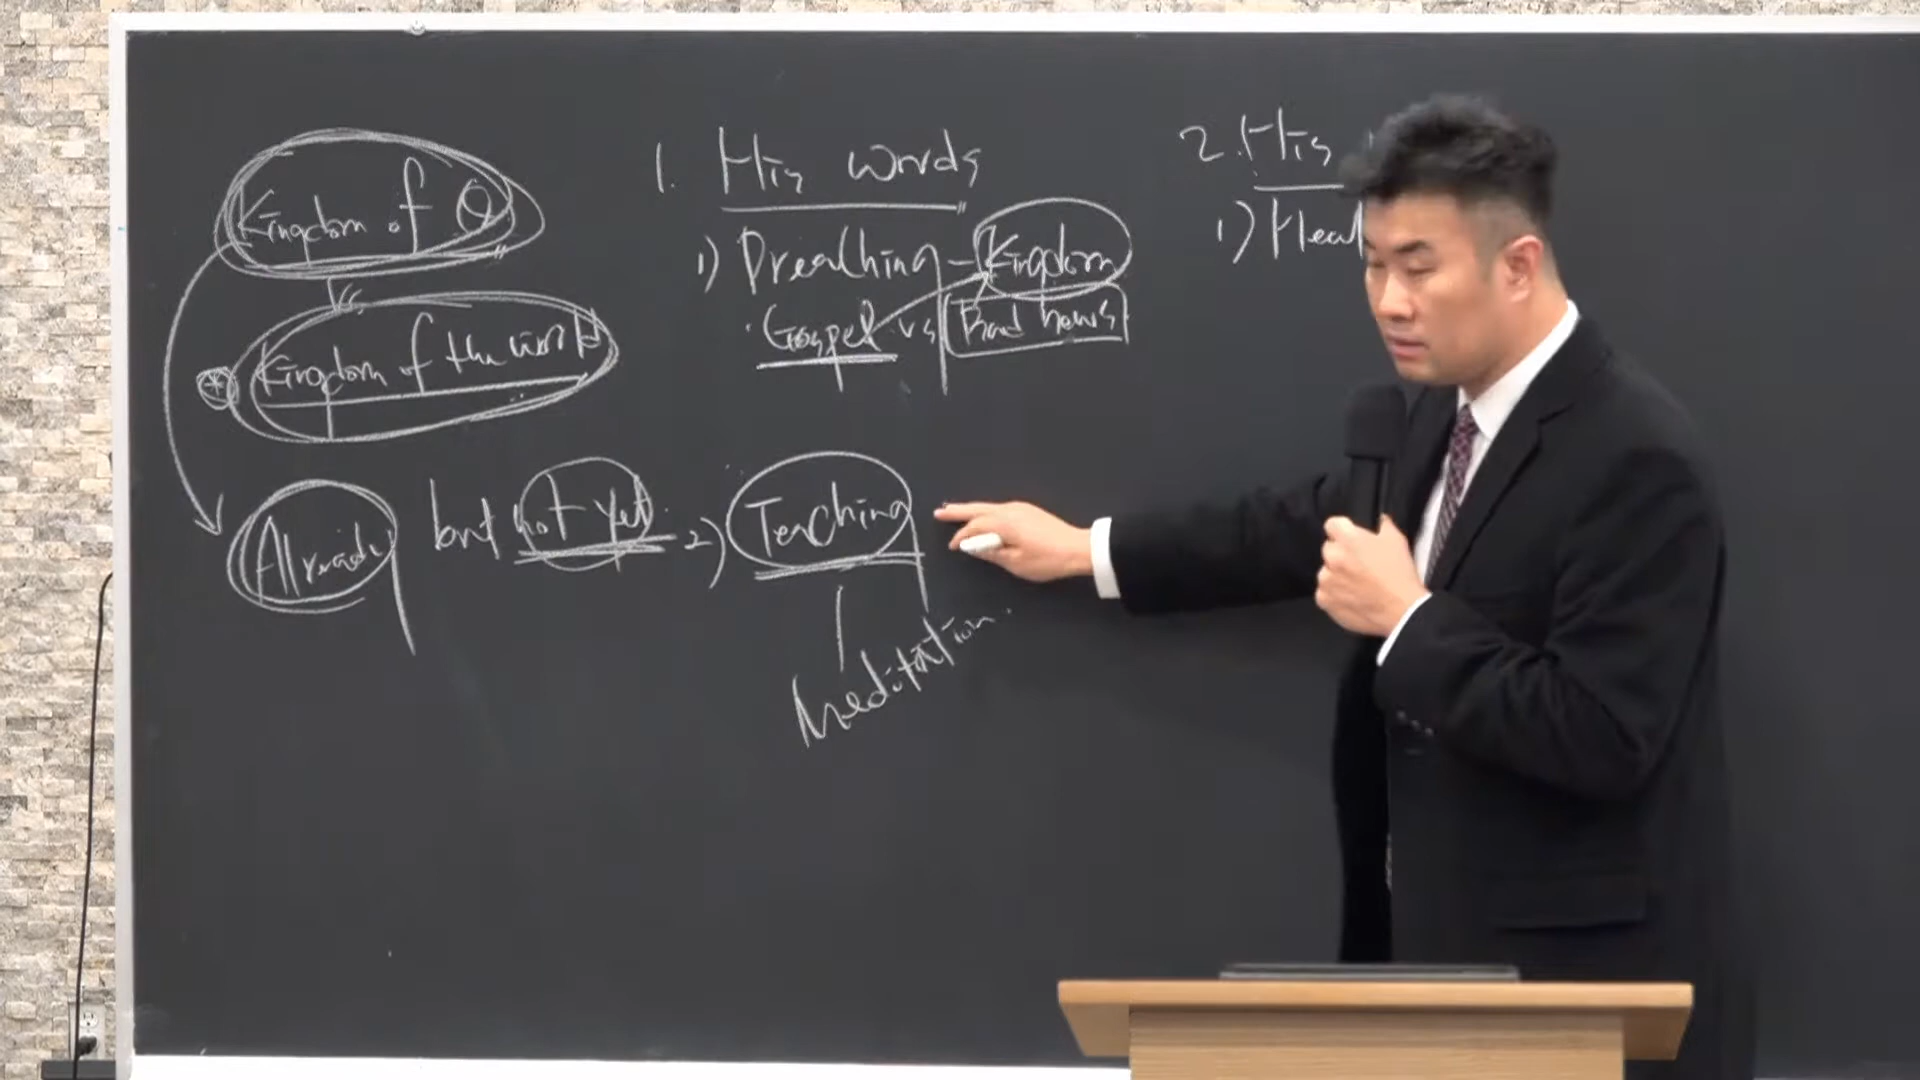 Kingdom of
vs
Kingdom of the world
Already but not yet
1. His words
1) Preaching - Kingdom
· Gospel vs Bad news
2) Teaching
Meditation
2. His
1) Heal